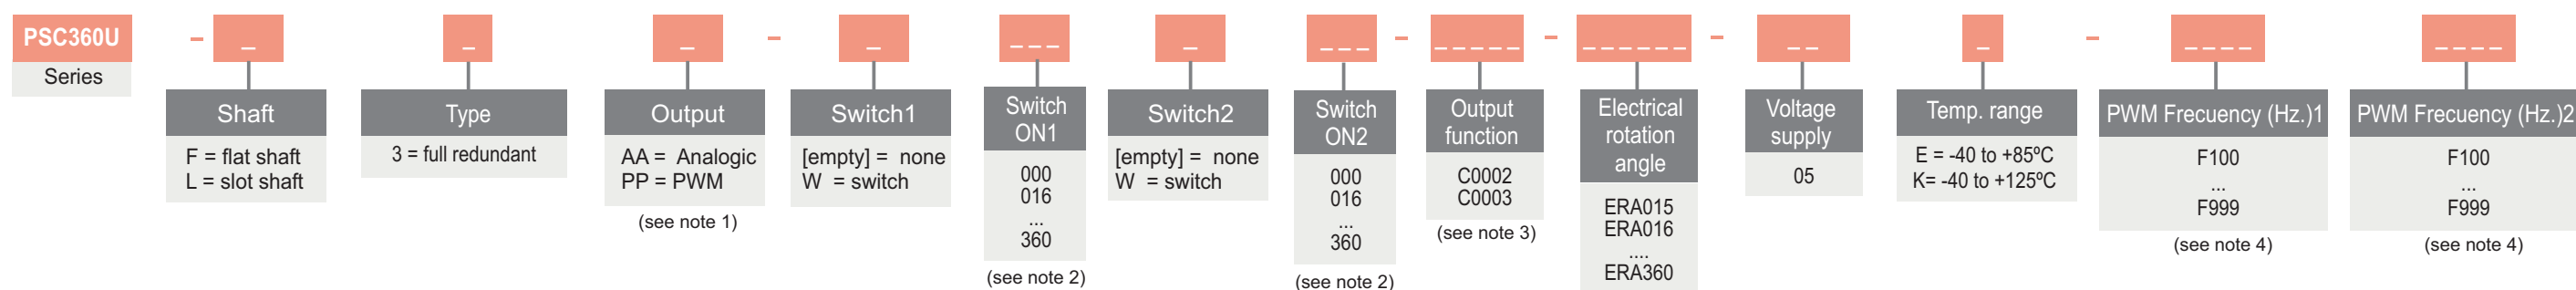 PSC360U - _ _ _ - _ _ _ _ _ _ _ _ - _ _ _ _ _ - _ _ _ _ _ _ - _ _ _ - _ _ _ _ _ _ _ _
Series
Shaft
F = flat shaft
L = slot shaft
Type
3 = full redundant
Output
AA = Analogic
PP = PWM
(see note 1)
Switch1
[empty] = none
W = switch
Switch
ON1
000
016
...
360
(see note 2)
Switch2
[empty] = none
W = switch
Switch
ON2
000
016
...
360
(see note 2)
Output
function
C0002
C0003
(see note 3)
Electrical
rotation
angle
ERA015
ERA016
....
ERA360
Voltage
supply
05
Temp. range
E = -40 to +85ºC
K= -40 to +125ºC
PWM Frecuency (Hz.)1
F100
...
F999
(see note 4)
PWM Frecuency (Hz.)2
F100
...
F999
(see note 4)